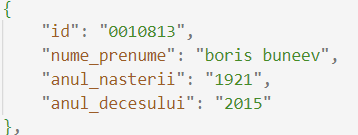 {
"id": "0010813",
"nume_prenume": "boris buneev",
"anul_nasterii": "1921",
"anul_decesului": "2015"
},